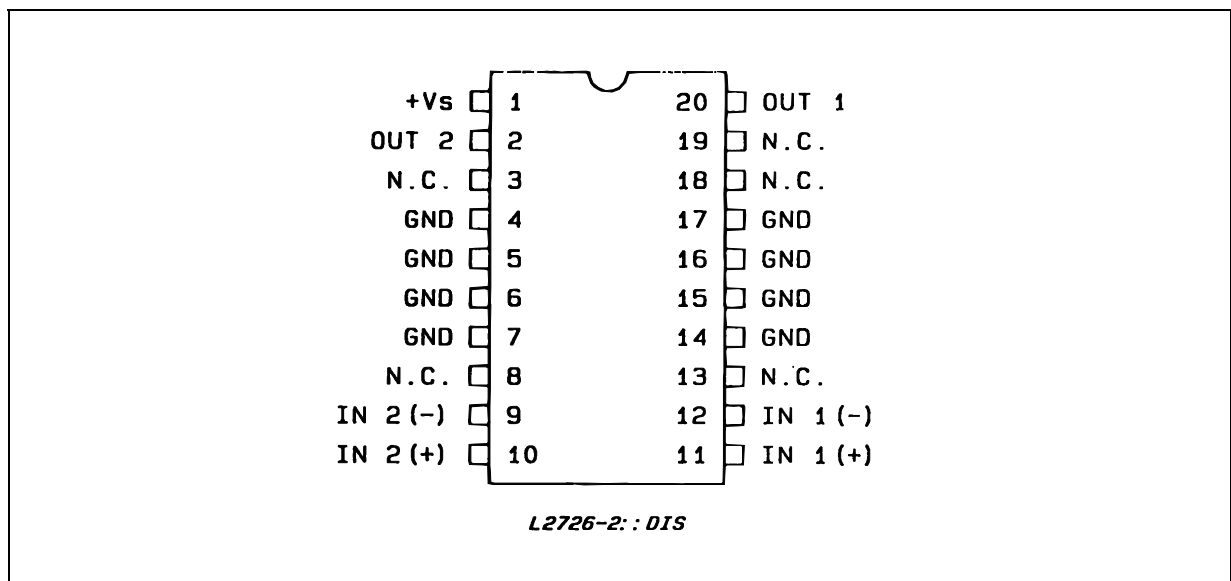 +Vs 1 20 OUT 1
OUT 2 2 19 N.C.
N.C. 3 18 N.C.
GND 4 17 GND
GND 5 16 GND
GND 6 15 GND
GND 7 14 GND
N.C. 8 13 N.C.
IN 2(-) 9 12 IN 1(-)
IN 2(+) 10 11 IN 1(+)
L2726-2::DIS